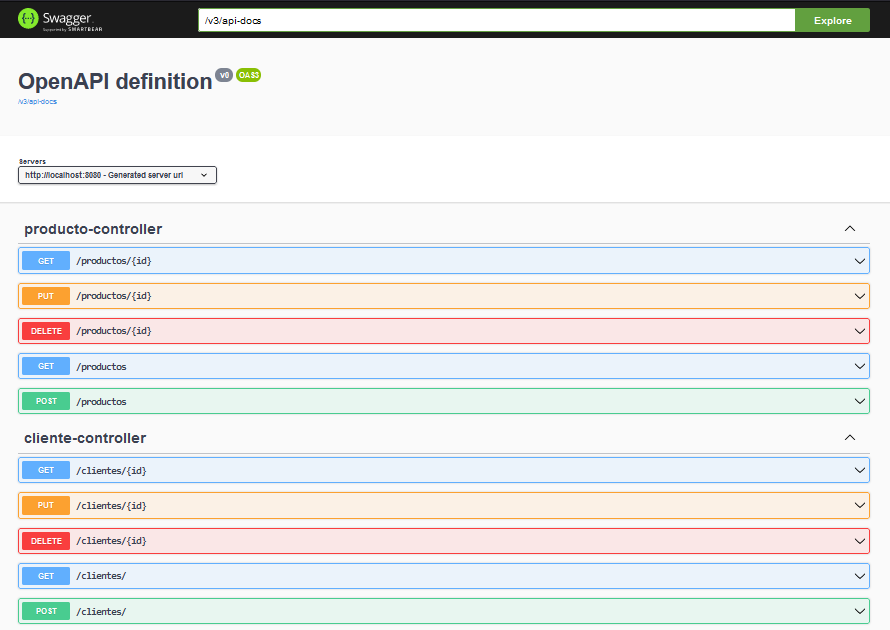 Swagger
Supported by SMARTBEAR
/v3/api-docs
Explore
OpenAPI definition v0 OAS3
/v3/api-docs
Servers
http://localhost:8080 - Generated server url
producto-controller
GET /productos/{id}
PUT /productos/{id}
DELETE /productos/{id}
GET /productos
POST /productos
cliente-controller
GET /clientes/{id}
PUT /clientes/{id}
DELETE /clientes/{id}
GET /clientes/
POST /clientes/